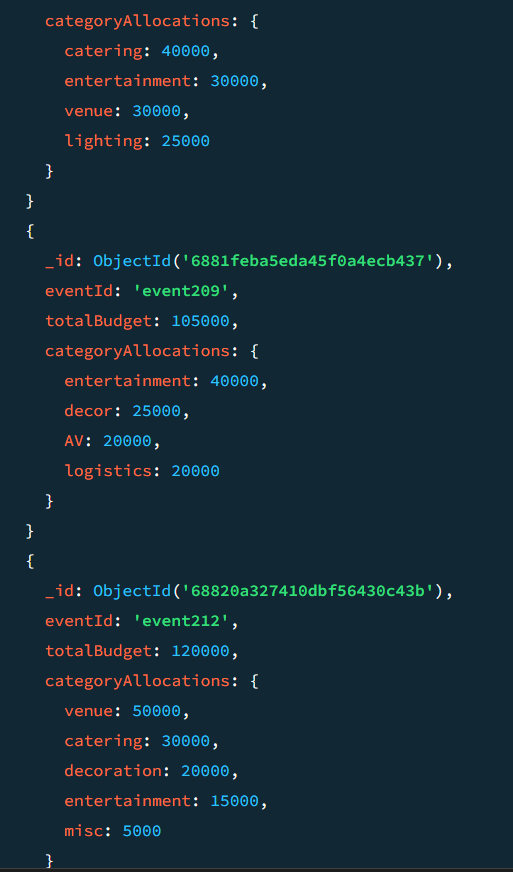 categoryAllocations: {
catering: 40000,
entertainment: 30000,
venue: 30000,
lighting: 25000
}
}
{
_id: ObjectId('6881feba5eda45f0a4ecb437'),
eventId: 'event209',
totalBudget: 105000,
categoryAllocations: {
entertainment: 40000,
decor: 25000,
AV: 20000,
logistics: 20000
}
}
{
_id: ObjectId('68820a327410dbf56430c43b'),
eventId: 'event212',
totalBudget: 120000,
categoryAllocations: {
venue: 50000,
catering: 30000,
decoration: 20000,
entertainment: 15000,
misc: 5000
}